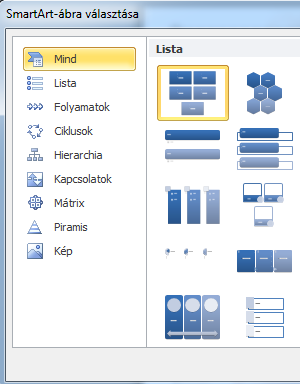 SmartArt-ábra választása
Mind
Lista
Folyamatok
Ciklusok
Hierarchia
Kapcsolatok
Mátrix
Piramis
Kép
Lista